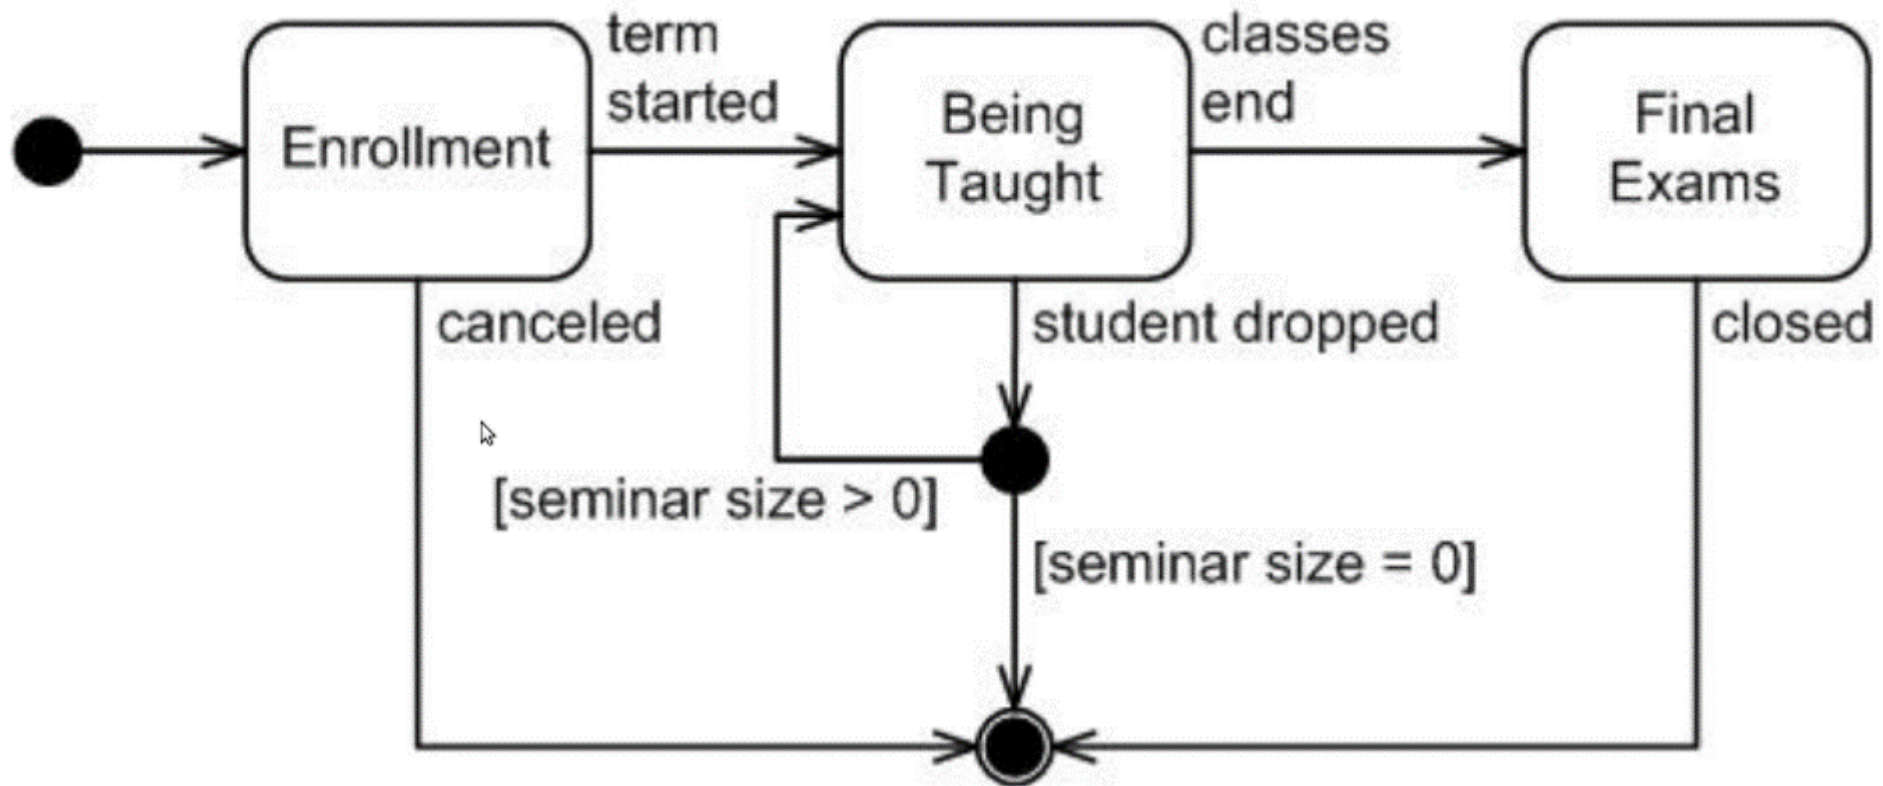 term
started
classes
end
Enrollment
Being
Taught
Final
Exams
canceled
student dropped
closed
[seminar size > 0]
[seminar size = 0]